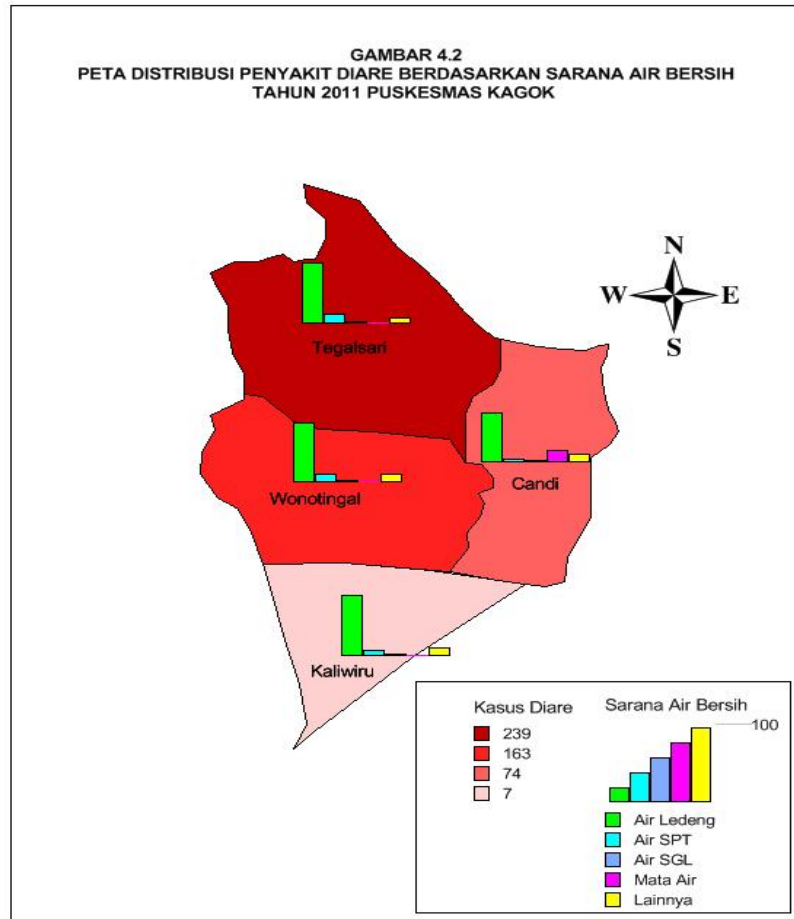 GAMBAR 4.2
PETA DISTRIBUSI PENYAKIT DIARE BERDASARKAN SARANA AIR BERSIH
TAHUN 2011 PUSKESMAS KAGOK
N
W E
S
Tegalsari
Wonotingal
Candi
Kaliwiru
Kasus Diare
239
163
74
7
Sarana Air Bersih
100
Air Ledeng
Air SPT
Air SGL
Mata Air
Lainnya